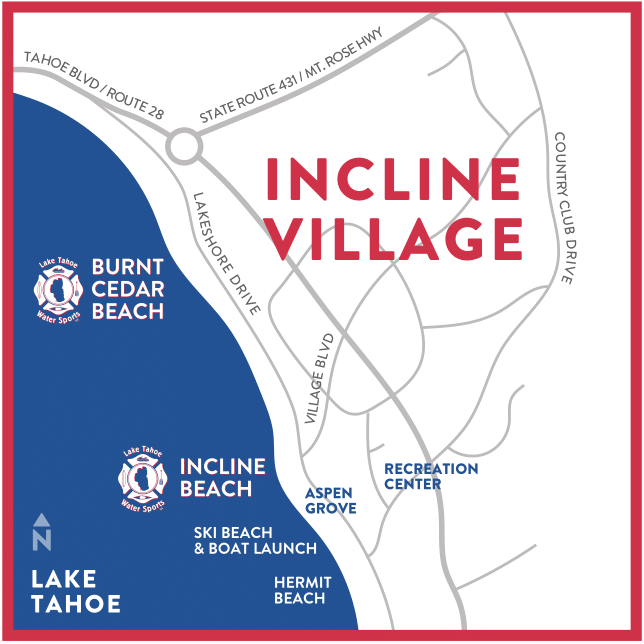 TAHOE BLVD / ROUTE 28
STATE ROUTE 431 / MT. ROSE HWY
INCLINE
VILLAGE
COUNTRY CLUB DRIVE
LAKESHORE DRIVE
Lake Tahoe
Water Sports
BURNT
CEDAR
BEACH
VILLAGE BLVD
Lake Tahoe
Water Sports
INCLINE
BEACH
RECREATION
CENTER
ASPEN
GROVE
SKI BEACH
& BOAT LAUNCH
HERMIT
BEACH
N
LAKE
TAHOE